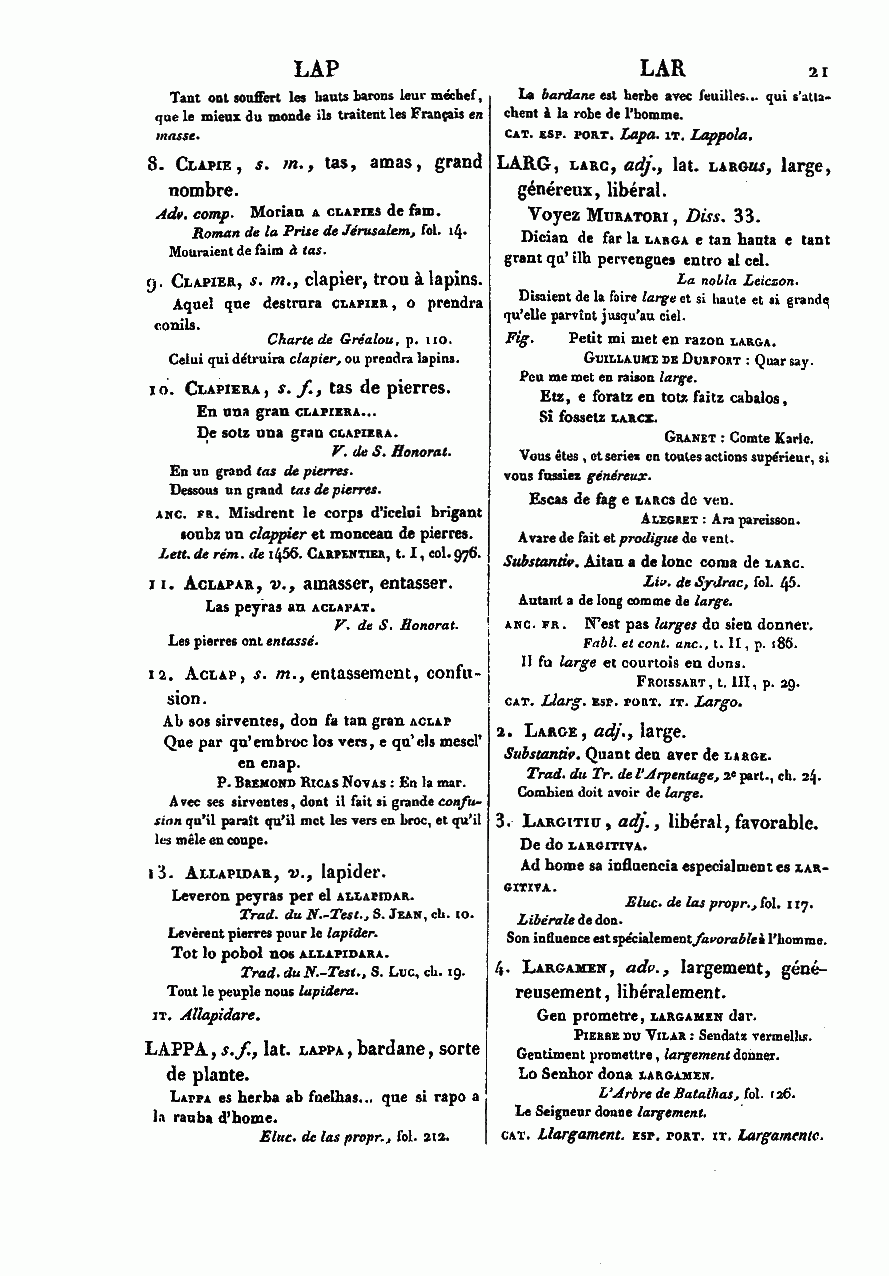 LAP
LAR
21
Tant ont souffert les hauts barons leur méchef,
que le mieux du monde ils traitent les Français en
masse.
8. CLAPIE, s. m., tas, amas, grand
nombre.
Adv. comp. Morian A CLAPIES de fam.
Roman de la Prise de Jérusalem, fol. 14.
Mouraient de faim à tas.
9. CLAPIER, s. m., clapier, trou à lapins.
Aquel que destrura CLAPIER, o prendra
conils.
Charte de Gréalou, p. 110.
Celui qui détruira clapier, ou prendra lapins.
10. CLAPIERA, s. f., tas de pierres.
En una gran CLAPIERA...
De sotz una gran CLAPIERA.
V. de S. Honorat.
En un grand tas de pierres.
Dessous un grand tas de pierres.
ANC. FR. Misdrent le corps d'icelui brigant
soubz un clappier et monceau de pierres.
Lett. de rém. de 1456. CARPENTIER, t. I, col. 976.
11. ACLAPAR, v., amasser, entasser.
Las peyras an ACLAPAT.
V. de S. Honorat.
Les pierres ont entassé.
12. ACLAP, s. m., entassement, confu-
sion.
Ab sos sirventes, don fa tan gran ACLAP
Que par qu'embroc los vers, e qu'els mescl'
en enap.
P. BREMOND RICAS NOVAS : En la mar.
Avec ses sirventes, dont il fait si grande confu-
sion qu'il paraît qu'il met les vers en broc, et qu'il
les mêle en coupe.
13. ALLAPIDAR, v., lapider.
Leveron peyras per el ALLAPIDAR.
Trad. du N.-Test., S. JEAN, ch. 10.
Levèrent pierres pour le lapider.
Tot lo pobol nos ALLAPIDARA.
Trad. du N.-Test., S. LUC, ch. 19.
Tout le peuple nous lapidera.
IT. Allapidare.
LAPPA, s. f., lat. LAPPA, bardane, sorte
de plante.
LAPPA es herba ab fuelhas... que si rapo a
la rauba d'home.
Eluc. de las propr., fol. 212.
La bardane est herbe avec feuilles... qui s'atta-
chent à la robe de l'homme.
CAT. ESP. PORT. Lapa. IT. Lappola.
LARG, LARC, adj., lat. LARGUS, large,
généreux, libéral.
Voyez MURATORI, Diss. 33.
Dician de far la LARGA e tan hauta e tant
grant qu'ilh pervengues entro al cel.
La nobla Leiczon.
Disaient de la faire large et si haute et si grande,
qu'elle parvînt jusqu'au ciel.
Fig. Petit mi met en razon LARGA.
GUILLAUME DE DURFORT : Quar say.
Peu me met en raison large.
Etz, e foratz en totz faitz cabalos,
Si fossetz LARCX.
GRANET : Comte Karle.
Vous êtes, et seriez en toutes actions supérieur, si
vous fussiez généreux.
Escas de fag e LARCS de ven.
ALEGRET : Ara pareisson.
Avare de fait et prodigue de vent.
Substantiv. Aitan a de lonc coma de LARC.
Liv. de Sydrac, fol. 45.
Autant a de long comme de large.
ANC. FR. N'est pas larges du sien donner.
Fabl. et cont. anc., t. II, p. 186.
Il fu large et courtois en dons.
FROISSART, t. III, p. 29.
CAT. Llarg. ESP. PORT. IT. Largo.
2. LARGE, adj., large.
Substantiv. Quant deu aver de LARGE.
Trad. du Tr. de l'Arpentage, 2e part., ch. 24.
Combien doit avoir de large.
3. LARGITIU, adj., libéral, favorable.
De do LARGITIVA.
Ad home sa influencia especialment es LAR-
GITIVA.
Eluc. de las propr., fol. 117.
Libérale de don.
Son influence est spécialement favorable à l'homme.
4. LARGAMEN, adv., largement, géné-
reusement, libéralement.
Gen prometre, LARGAMEN dar.
PIERRE DU VILAR : Sendatz vermelhs.
Gentiment promettre, largement donner.
Lo Senhor dona LARGAMEN.
L'Arbre de Batalhas, fol. 126.
Le Seigneur donne largement.
CAT. Llargament. ESP. PORT. IT. Largamente.